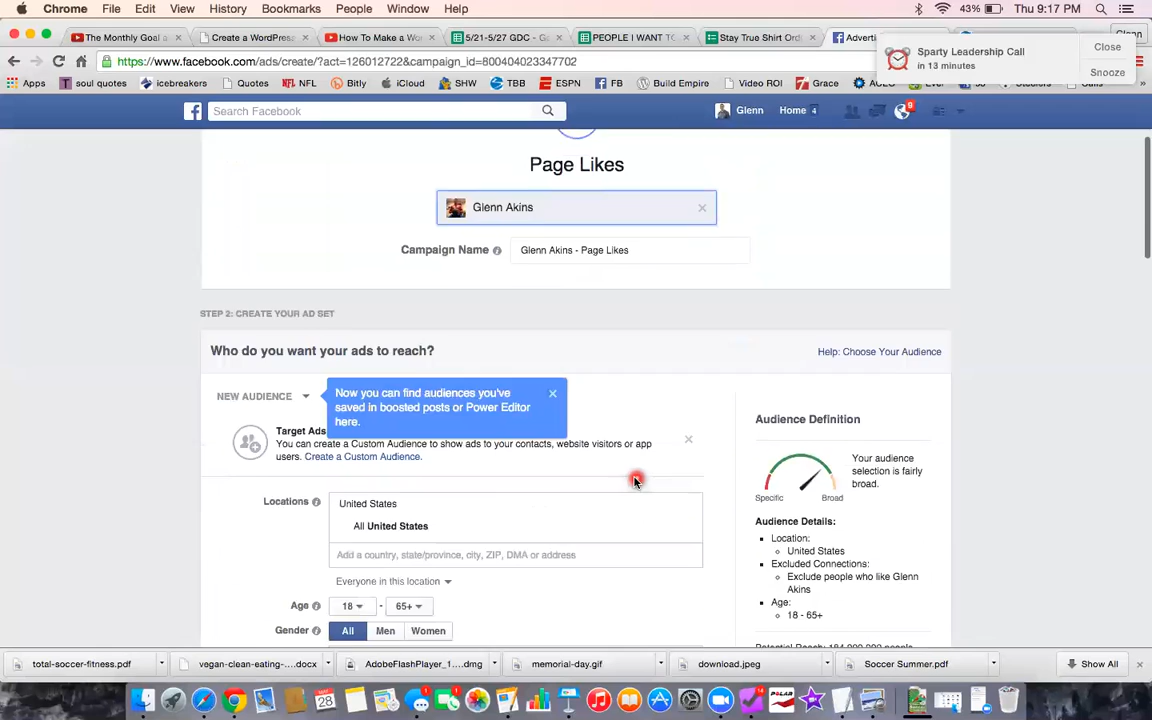 Chrome File Edit View History Bookmarks People Window Help 43% Thu 9:17 PM
The Monthly Goal a Create a WordPress How To Make a Wor 5/21-5/27 GDC - G PEOPLE I WANT TO Stay True Shirt Ord Adverti Glenn
https://www.facebook.com/ads/create/?act=126012722&campaign_id=800404023347702
Sparty Leadership Call
in 13 minutes
Close
Snooze
Apps soul quotes icebreakers Quotes NFL Bitly iCloud SHW TBB ESPN FB Build Empire Video ROI Grace
Search Facebook Glenn Home 4 9
Page Likes
Glenn Akins
Campaign Name Glenn Akins - Page Likes
STEP 2: CREATE YOUR AD SET
Who do you want your ads to reach? Help: Choose Your Audience
NEW AUDIENCE
Now you can find audiences you've
saved in boosted posts or Power Editor
here.
Target Ads
You can create a Custom Audience to show ads to your contacts, website visitors or app
users. Create a Custom Audience.
Locations United States
All United States
Add a country, state/province, city, ZIP, DMA or address
Everyone in this location
Age 18 - 65+
Gender All Men Women
Audience Definition
Specific Broad
Your audience
selection is fairly
broad.
Audience Details:
Location:
United States
Excluded Connections:
Exclude people who like Glenn
Akins
Age:
18 - 65+
total-soccer-fitness.pdf vegan-clean-eating-....docx AdobeFlashPlayer_1....dmg memorial-day.gif download.jpeg Soccer Summer.pdf Show All
MAY
28
POLAR